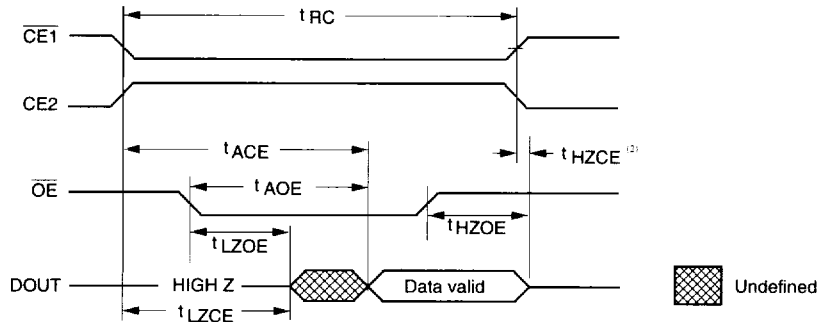 tRC
CE1
CE2
tACE
tHZCE (2)
tAOE
OE
tHZOE
tLZOE
DOUT HIGH Z Data valid Undefined
tLZCE